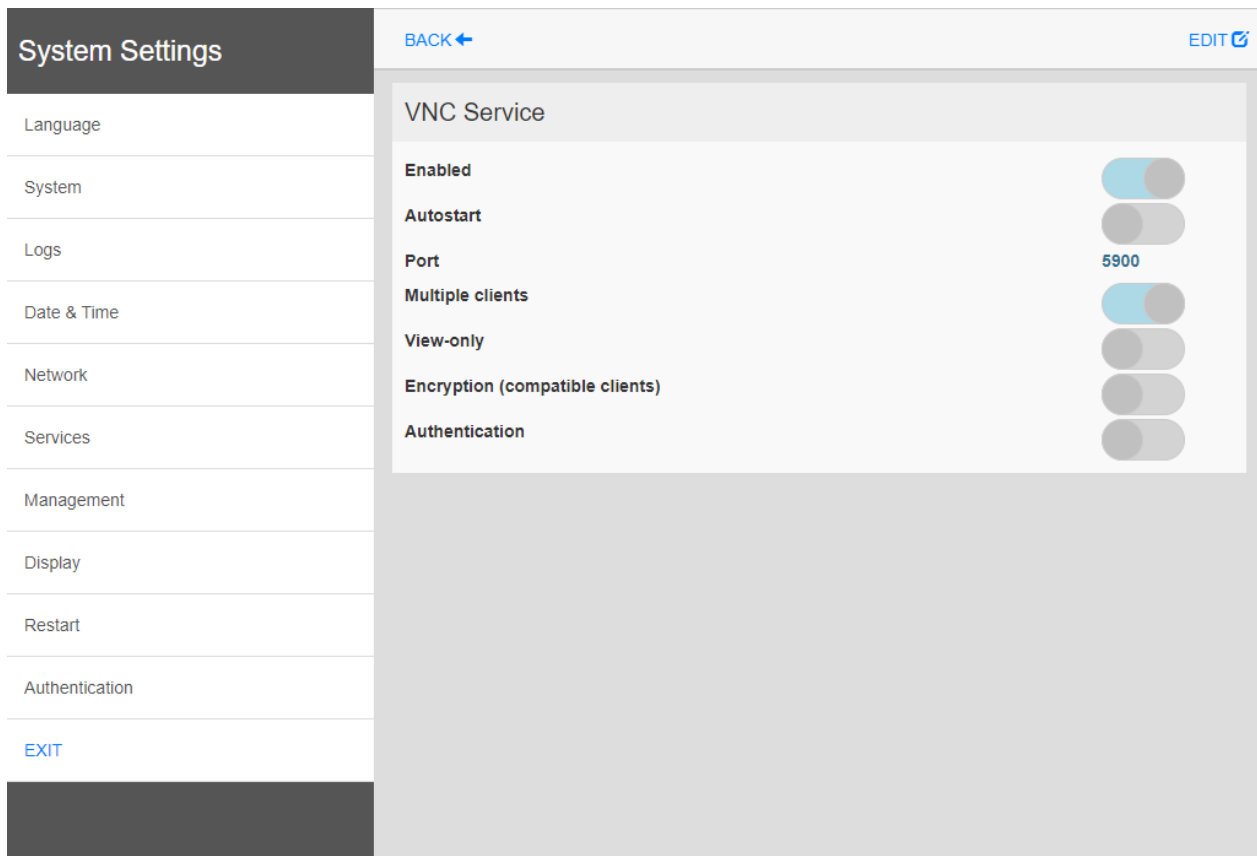 System Settings
Language
System
Logs
Date & Time
Network
Services
Management
Display
Restart
Authentication
EXIT
BACK
EDIT
VNC Service
Enabled
Autostart
Port 5900
Multiple clients
View-only
Encryption (compatible clients)
Authentication